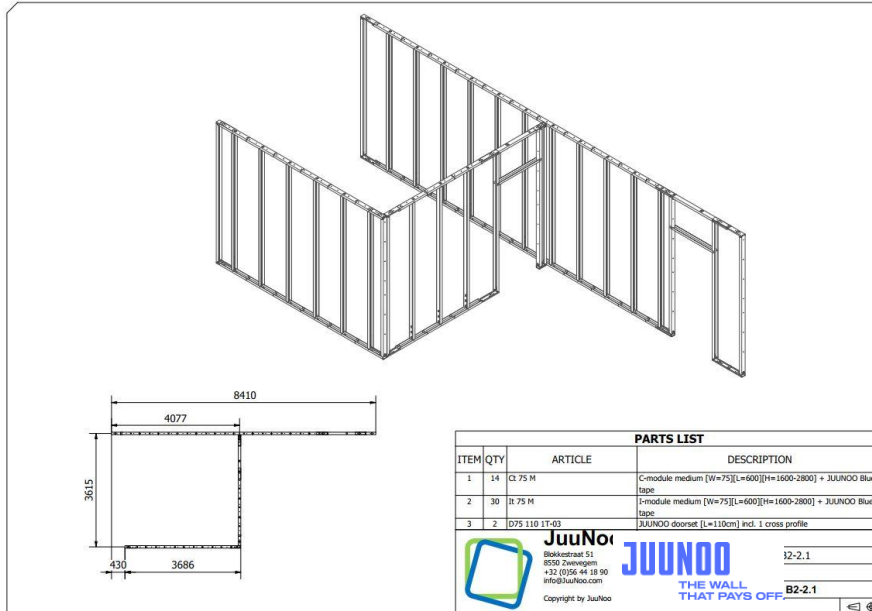 8410
4077
3615
430
3686
PARTS LIST
ITEM QTY ARTICLE DESCRIPTION
1 14 Ct 75 M C-module medium [W=75][L=600][H=1600-2800] + JUUNOO Blue
tape
2 30 It 75 M I-module medium [W=75][L=600][H=1600-2800] + JUUNOO Blue
tape
3 2 D75 110 1T-03 JUUNOO doorset [L=110cm] incl. 1 cross profile
JuuNoo
Blokkestraat 51
8550 Zwevegem
+32 (0)56 44 18 90
info@JuuNoo.com
Copyright by JuuNoo
JUUNOO
THE WALL
THAT PAYS OFF.
B2-2.1
B2-2.1